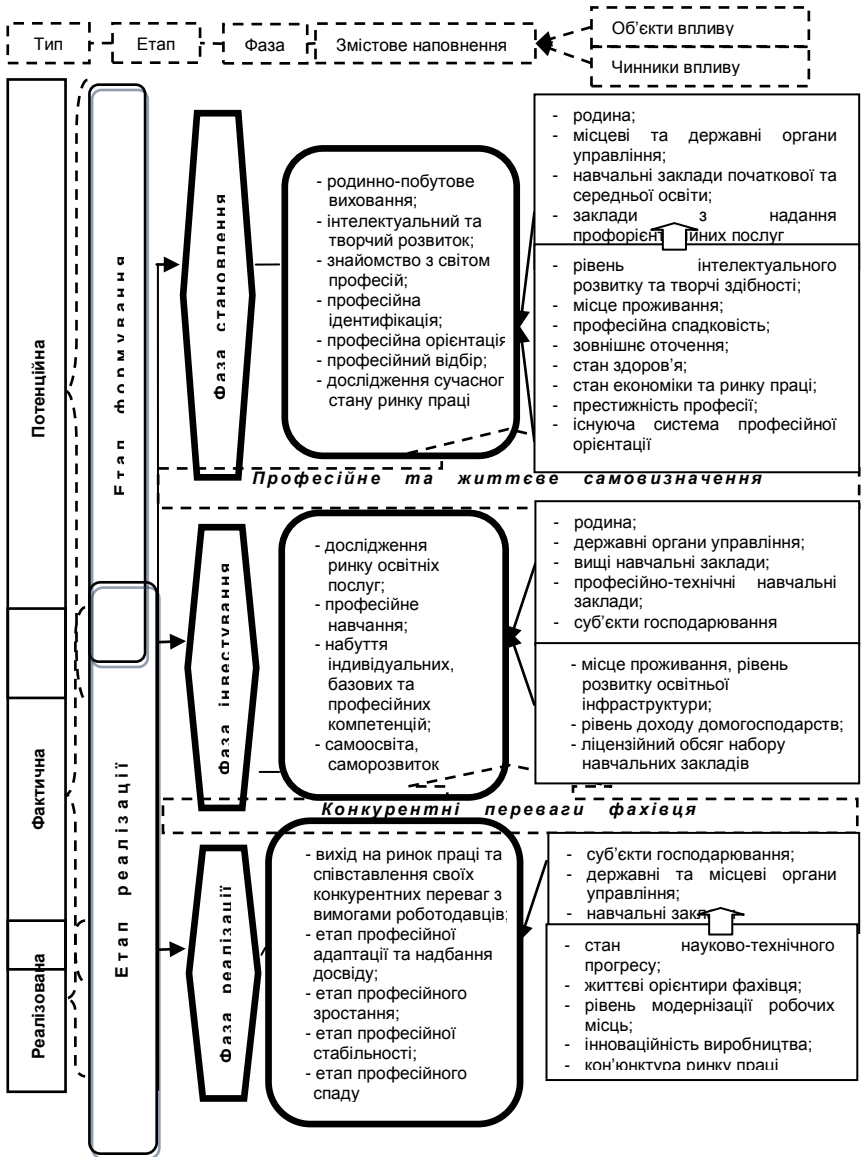 Тип
Етап
Фаза
Змістове наповнення
Об’єкти впливу
Чинники впливу
Потенційна
Фактична
Реалізована
Етап формування
Етап реалізації
Фаза становлення
- родинно-побутове
виховання;
- інтелектуальний та
творчий розвиток;
- знайомство з світом
професій;
- професійна
ідентифікація;
- професійна орієнтація
- професійний відбір;
- дослідження сучасног
стану ринку праці
- родина;
- місцеві та державні органи
управління;
- навчальні заклади початкової та
середньої освіти;
- заклади з надання
профорієнтаційних послуг
- рівень інтелектуального
розвитку та творчі здібності;
- місце проживання;
- професійна спадковість;
- зовнішнє оточення;
- стан здоров’я;
- стан економіки та ринку праці;
- престижність професії;
- існуюча система професійної
орієнтації
Професійне та життєве самовизначення
Фаза інвестування
- дослідження
ринку освітніх
послуг;
- професійне
навчання;
- набуття
індивідуальних,
базових та
професійних
компетенцій;
- самоосвіта,
саморозвиток
- родина;
- державні органи управління;
- вищі навчальні заклади;
- професійно-технічні навчальні
заклади;
- суб’єкти господарювання
- місце проживання, рівень
розвитку освітньої
інфраструктури;
- рівень доходу домогосподарств;
- ліцензійний обсяг набору
навчальних закладів
Конкурентні переваги фахівця
Фаза реалізації
- вихід на ринок праці та
співставлення своїх
конкурентних переваг з
вимогами роботодавців;
- етап професійної
адаптації та надбання
досвіду;
- етап професійного
зростання;
- етап професійної
стабільності;
- етап професійного
спаду
- суб’єкти господарювання;
- державні та місцеві органи
управління;
- навчальні заклади;
- стан науково-технічного
прогресу;
- життєві орієнтири фахівця;
- рівень модернізації робочих
місць;
- інноваційність виробництва;
- кон’юнктура ринку праці